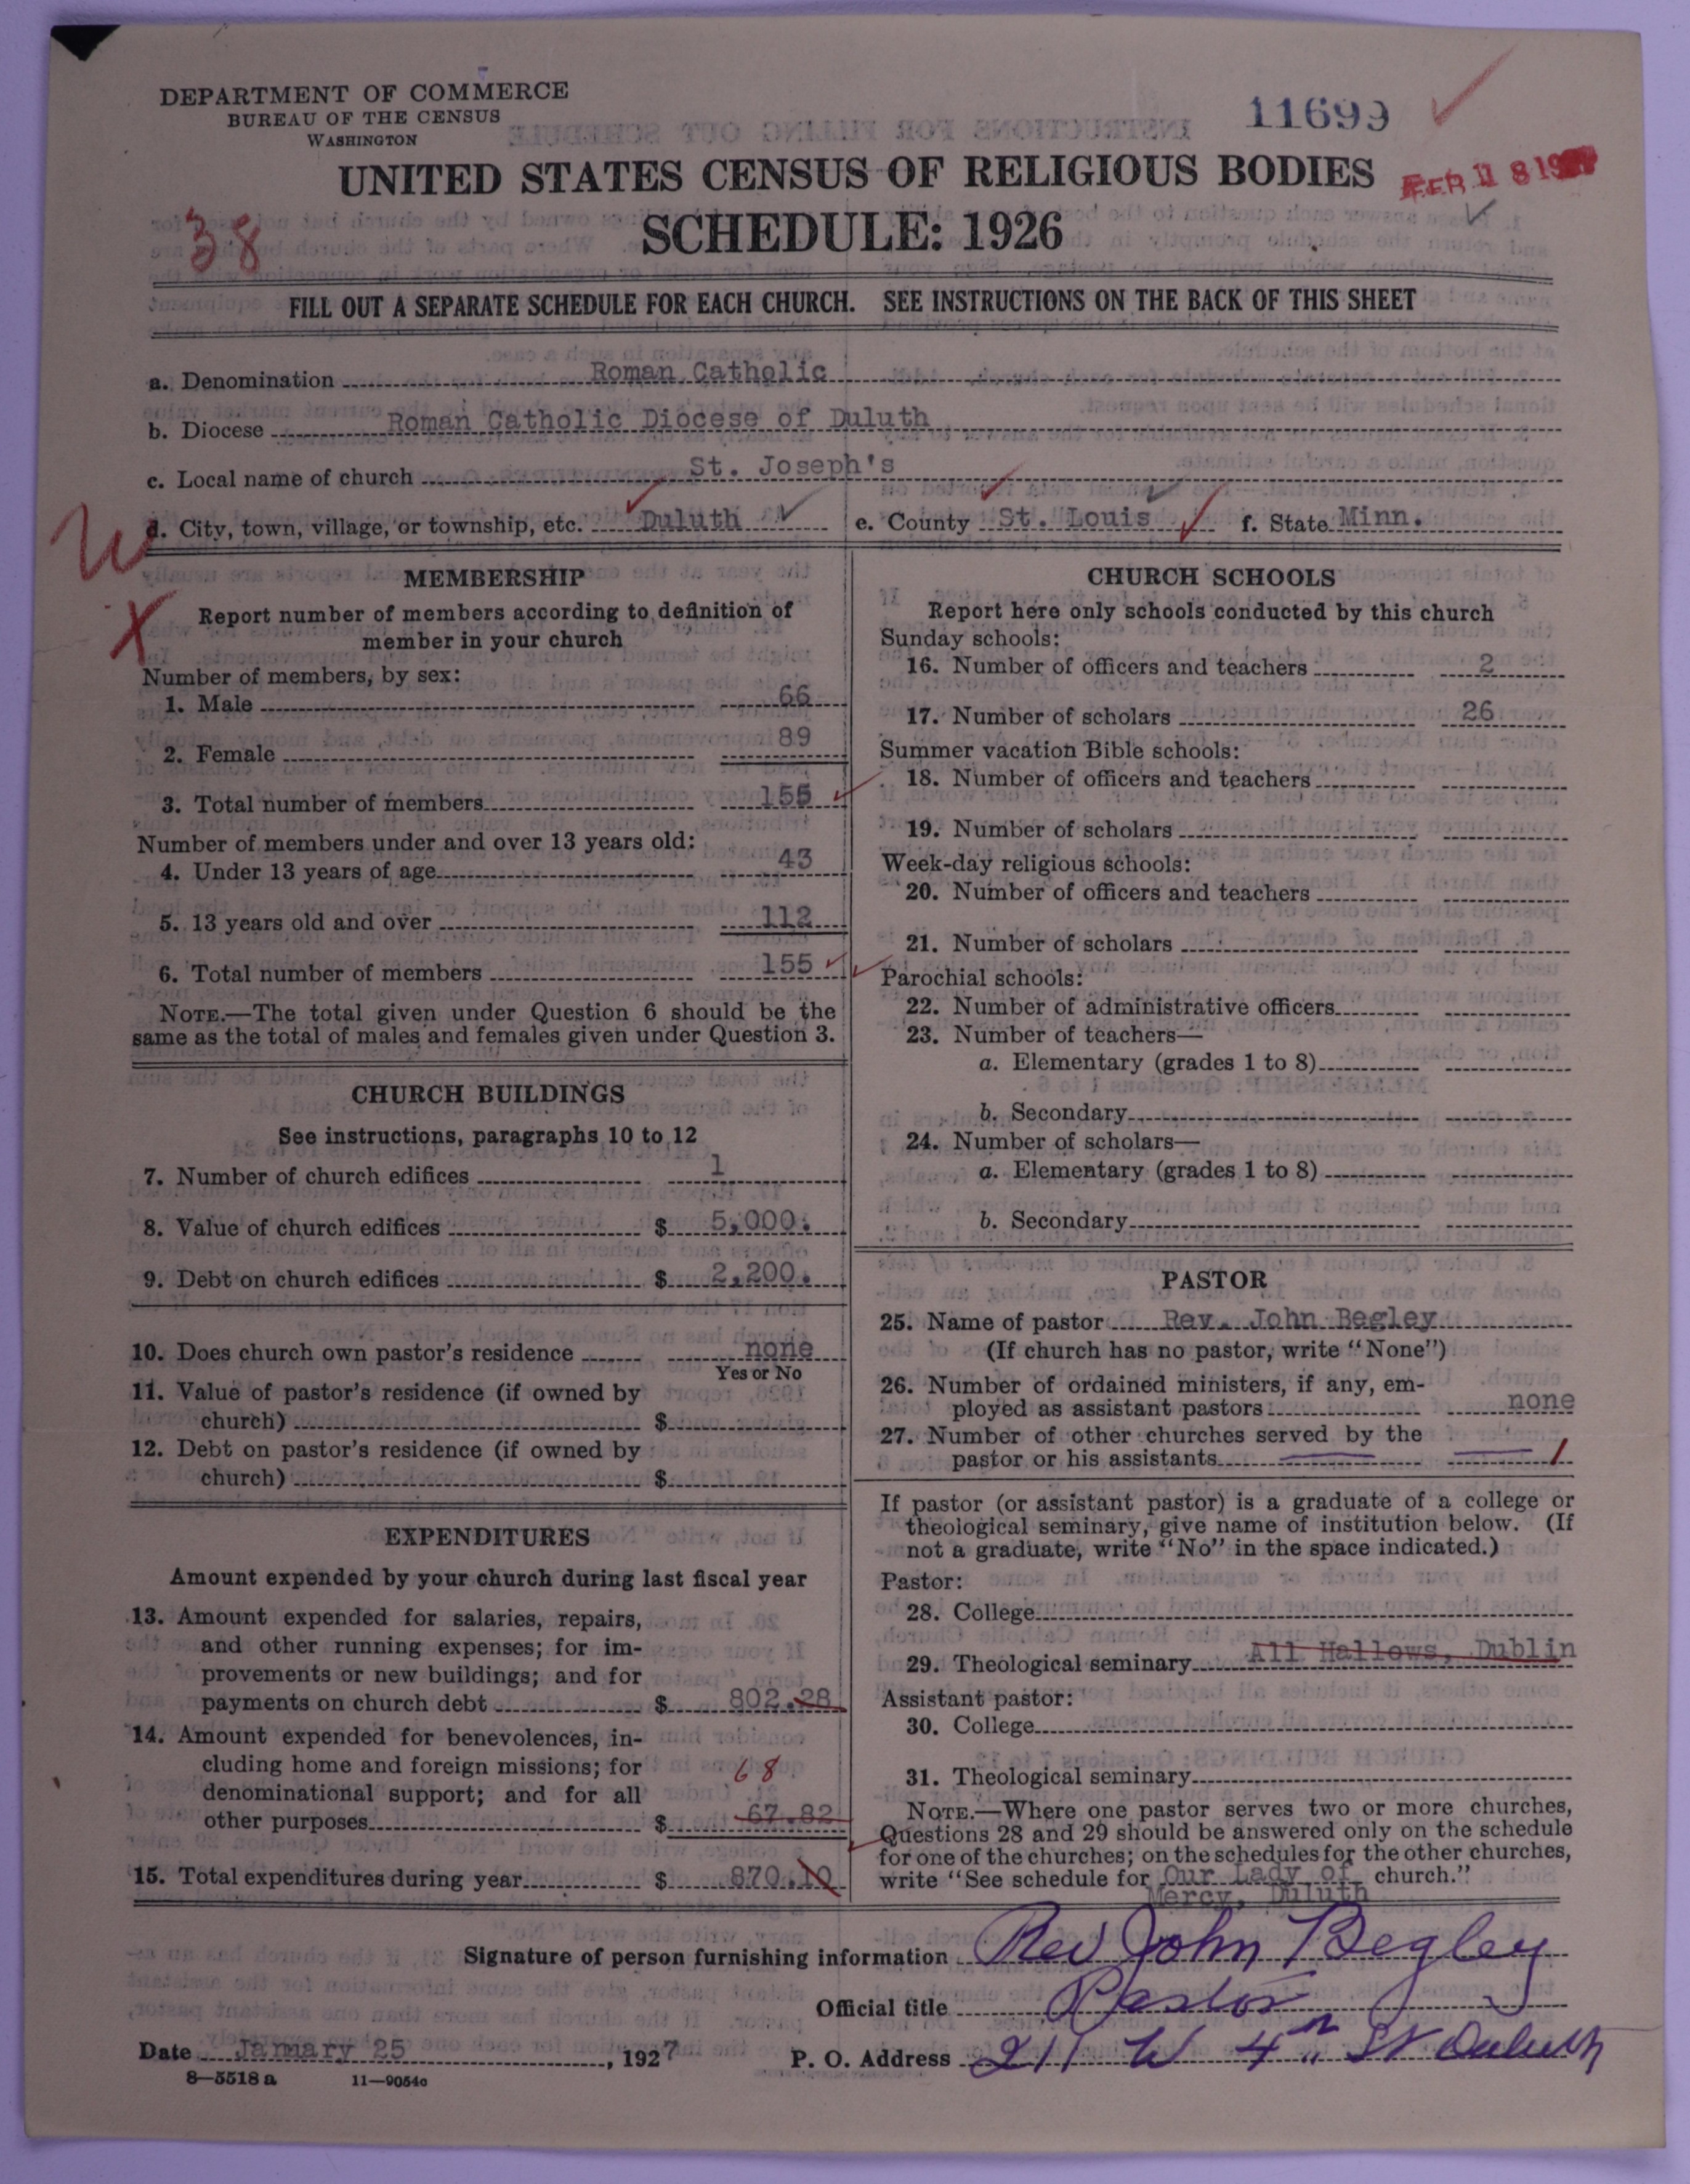 DEPARTMENT OF COMMERCE
BUREAU OF THE CENSUS
WASHINGTON
11699
UNITED STATES CENSUS OF RELIGIOUS BODIES
FEB 18 19
SCHEDULE: 1926
38
FILL OUT A SEPARATE SCHEDULE FOR EACH CHURCH. SEE INSTRUCTIONS ON THE BACK OF THIS SHEET
a. Denomination Roman Catholic
b. Diocese Roman Catholic Diocese of Duluth
c. Local name of church St. Joseph's
d. City, town, village, or township, etc. Duluth e. County St. Louis f. State Minn.
MEMBERSHIP
Report number of members according to definition of
member in your church
Number of members, by sex:
1. Male 66
2. Female 89
3. Total number of members 155
Number of members under and over 13 years old:
4. Under 13 years of age 43
5. 13 years old and over 112
6. Total number of members 155
NOTE.—The total given under Question 6 should be the
same as the total of males and females given under Question 3.
CHURCH BUILDINGS
See instructions, paragraphs 10 to 12
7. Number of church edifices 1
8. Value of church edifices $ 5,000.
9. Debt on church edifices $ 2,200.
10. Does church own pastor's residence none
Yes or No
11. Value of pastor's residence (if owned by
church) $
12. Debt on pastor's residence (if owned by
church) $
EXPENDITURES
Amount expended by your church during last fiscal year
13. Amount expended for salaries, repairs,
and other running expenses; for im-
provements or new buildings; and for
payments on church debt $ 802.28
14. Amount expended for benevolences, in-
cluding home and foreign missions; for
68
denominational support; and for all
other purposes $ 67.82
15. Total expenditures during year $ 870.10
CHURCH SCHOOLS
Report here only schools conducted by this church
Sunday schools:
16. Number of officers and teachers 2
17. Number of scholars 26
Summer vacation Bible schools:
18. Number of officers and teachers
19. Number of scholars
Week-day religious schools:
20. Number of officers and teachers
21. Number of scholars
Parochial schools:
22. Number of administrative officers
23. Number of teachers—
a. Elementary (grades 1 to 8)
b. Secondary
24. Number of scholars—
a. Elementary (grades 1 to 8)
b. Secondary
PASTOR
25. Name of pastor Rev. John Begley
(If church has no pastor, write "None")
26. Number of ordained ministers, if any, em-
ployed as assistant pastors none
27. Number of other churches served by the
pastor or his assistants 1
If pastor (or assistant pastor) is a graduate of a college or
theological seminary, give name of institution below. (If
not a graduate, write "No" in the space indicated.)
Pastor:
28. College
29. Theological seminary All Hallows, Dublin
Assistant pastor:
30. College
31. Theological seminary
NOTE.—Where one pastor serves two or more churches,
Questions 28 and 29 should be answered only on the schedule
for one of the churches; on the schedules for the other churches,
write "See schedule for Our Lady of church."
Mercy, Duluth
Signature of person furnishing information Rev John Begley
Official title Pastor
Date January 25, 1927 P. O. Address 211 W 4th St Duluth
8—5518 a 11—9054c